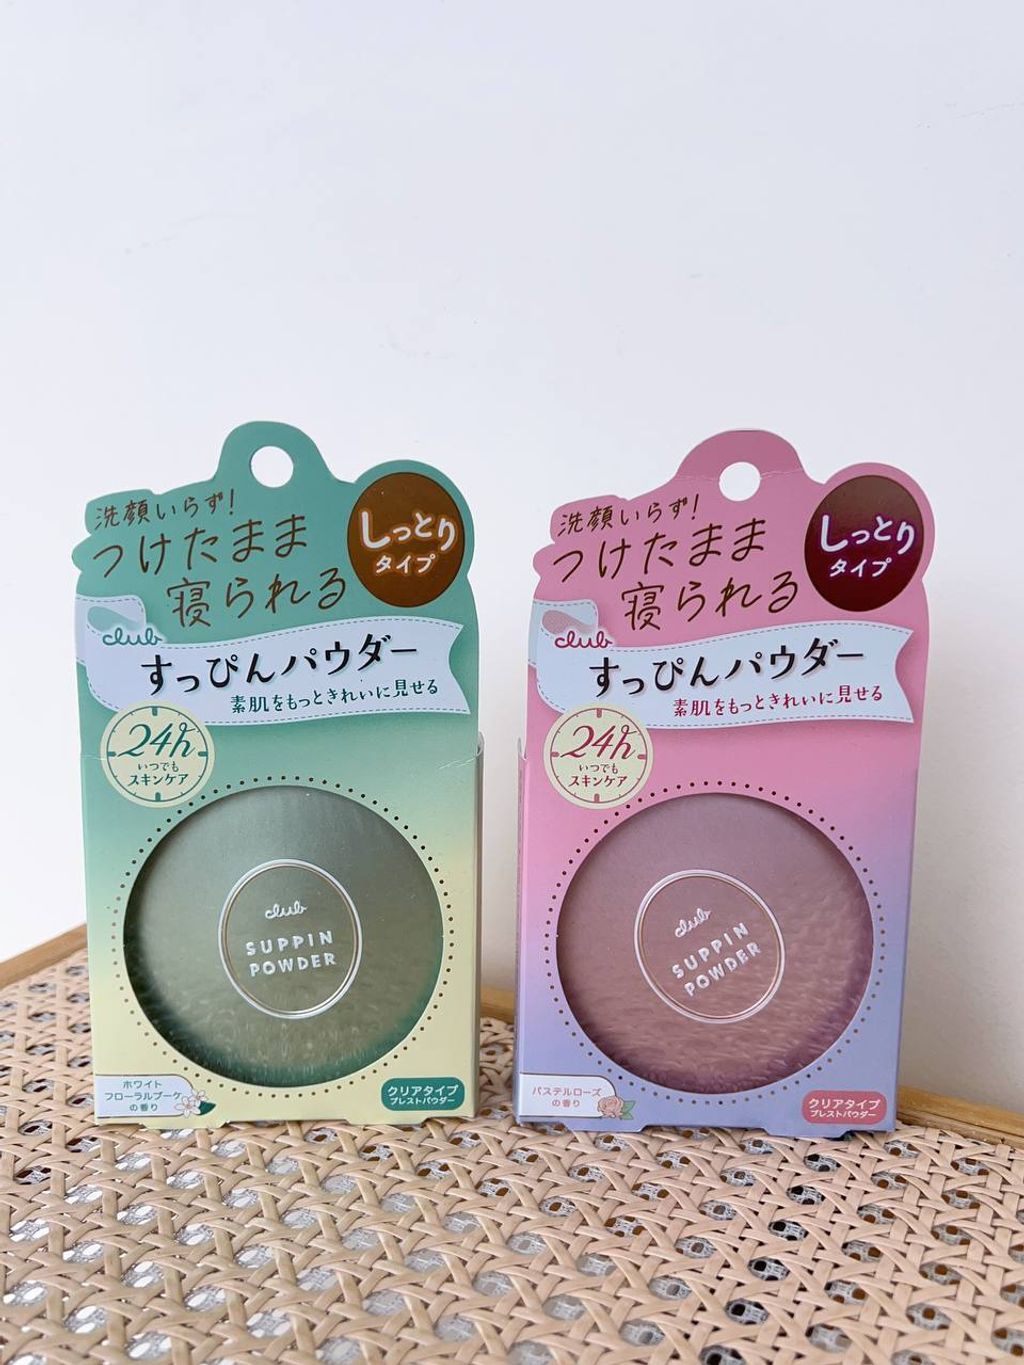 洗顔いらず!
つけたまま
寝られる
しっとり
タイプ
club
すっぴんパウダー
素肌をもっときれいに見せる
24h
いつでも
スキンケア
club
SUPPIN
POWDER
ホワイト
フローラルブーケ
の香り
クリアタイプ
プレストパウダー
洗顔いらず!
つけたまま
寝られる
しっとり
タイプ
club
すっぴんパウダー
素肌をもっときれいに見せる
24h
いつでも
スキンケア
club
SUPPIN
POWDER
パステルローズ
の香り
クリアタイプ
プレストパウダー